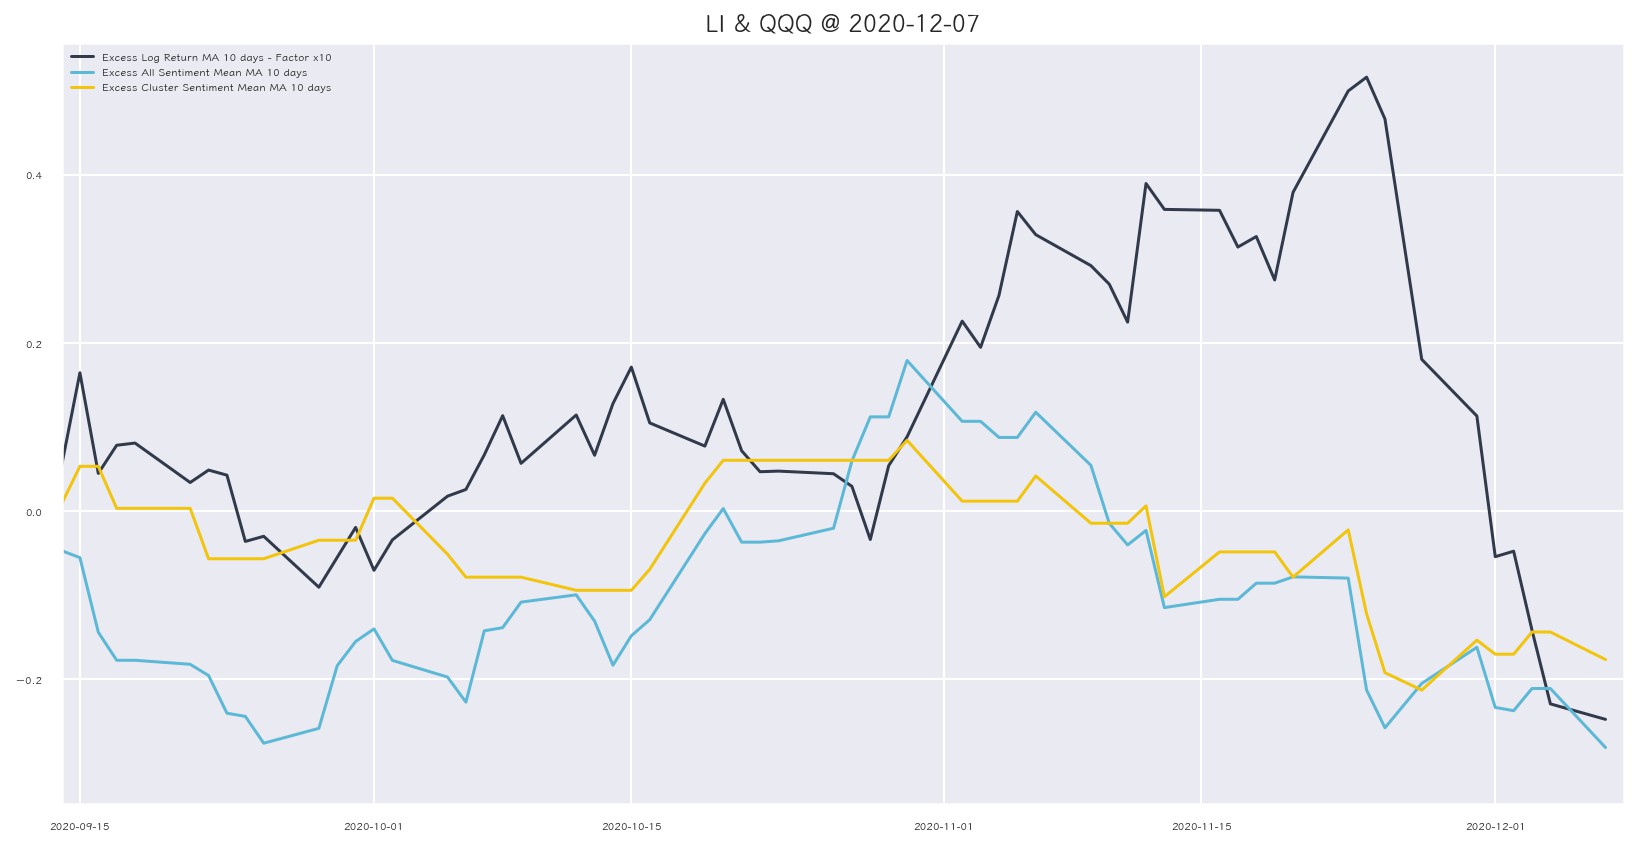 LI & QQQ @ 2020-12-07
Excess Log Return MA 10 days - Factor x10
Excess All Sentiment Mean MA 10 days
Excess Cluster Sentiment Mean MA 10 days
0.4
0.2
0.0
−0.2
2020-09-15 2020-10-01 2020-10-15 2020-11-01 2020-11-15 2020-12-01